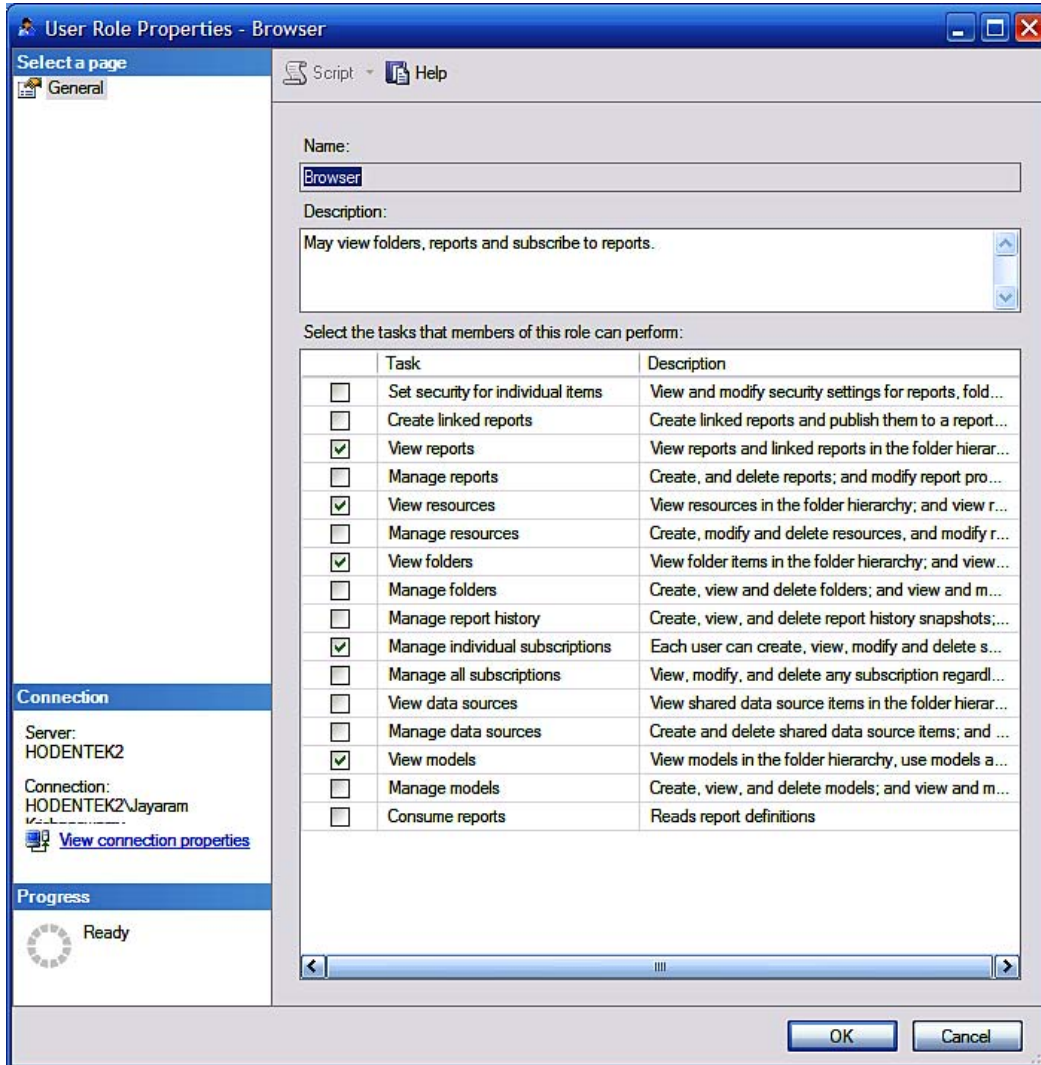 User Role Properties - Browser
Select a page
General
Script
Help
Name:
Browser
Description:
May view folders, reports and subscribe to reports.
Select the tasks that members of this role can perform:
Task Description
Set security for individual items View and modify security settings for reports, fold...
Create linked reports Create linked reports and publish them to a report...
View reports View reports and linked reports in the folder hierar...
Manage reports Create, and delete reports; and modify report pro...
View resources View resources in the folder hierarchy; and view r...
Manage resources Create, modify and delete resources, and modify r...
View folders View folder items in the folder hierarchy; and view...
Manage folders Create, view and delete folders; and view and m...
Manage report history Create, view, and delete report history snapshots;...
Manage individual subscriptions Each user can create, view, modify and delete s...
Manage all subscriptions View, modify, and delete any subscription regardl...
View data sources View shared data source items in the folder hierar...
Manage data sources Create and delete shared data source items; and ...
View models View models in the folder hierarchy, use models a...
Manage models Create, view, and delete models; and view and m...
Consume reports Reads report definitions
Connection
Server:
HODENTEK2
Connection:
HODENTEK2\Jayaram
View connection properties
Progress
Ready
OK Cancel